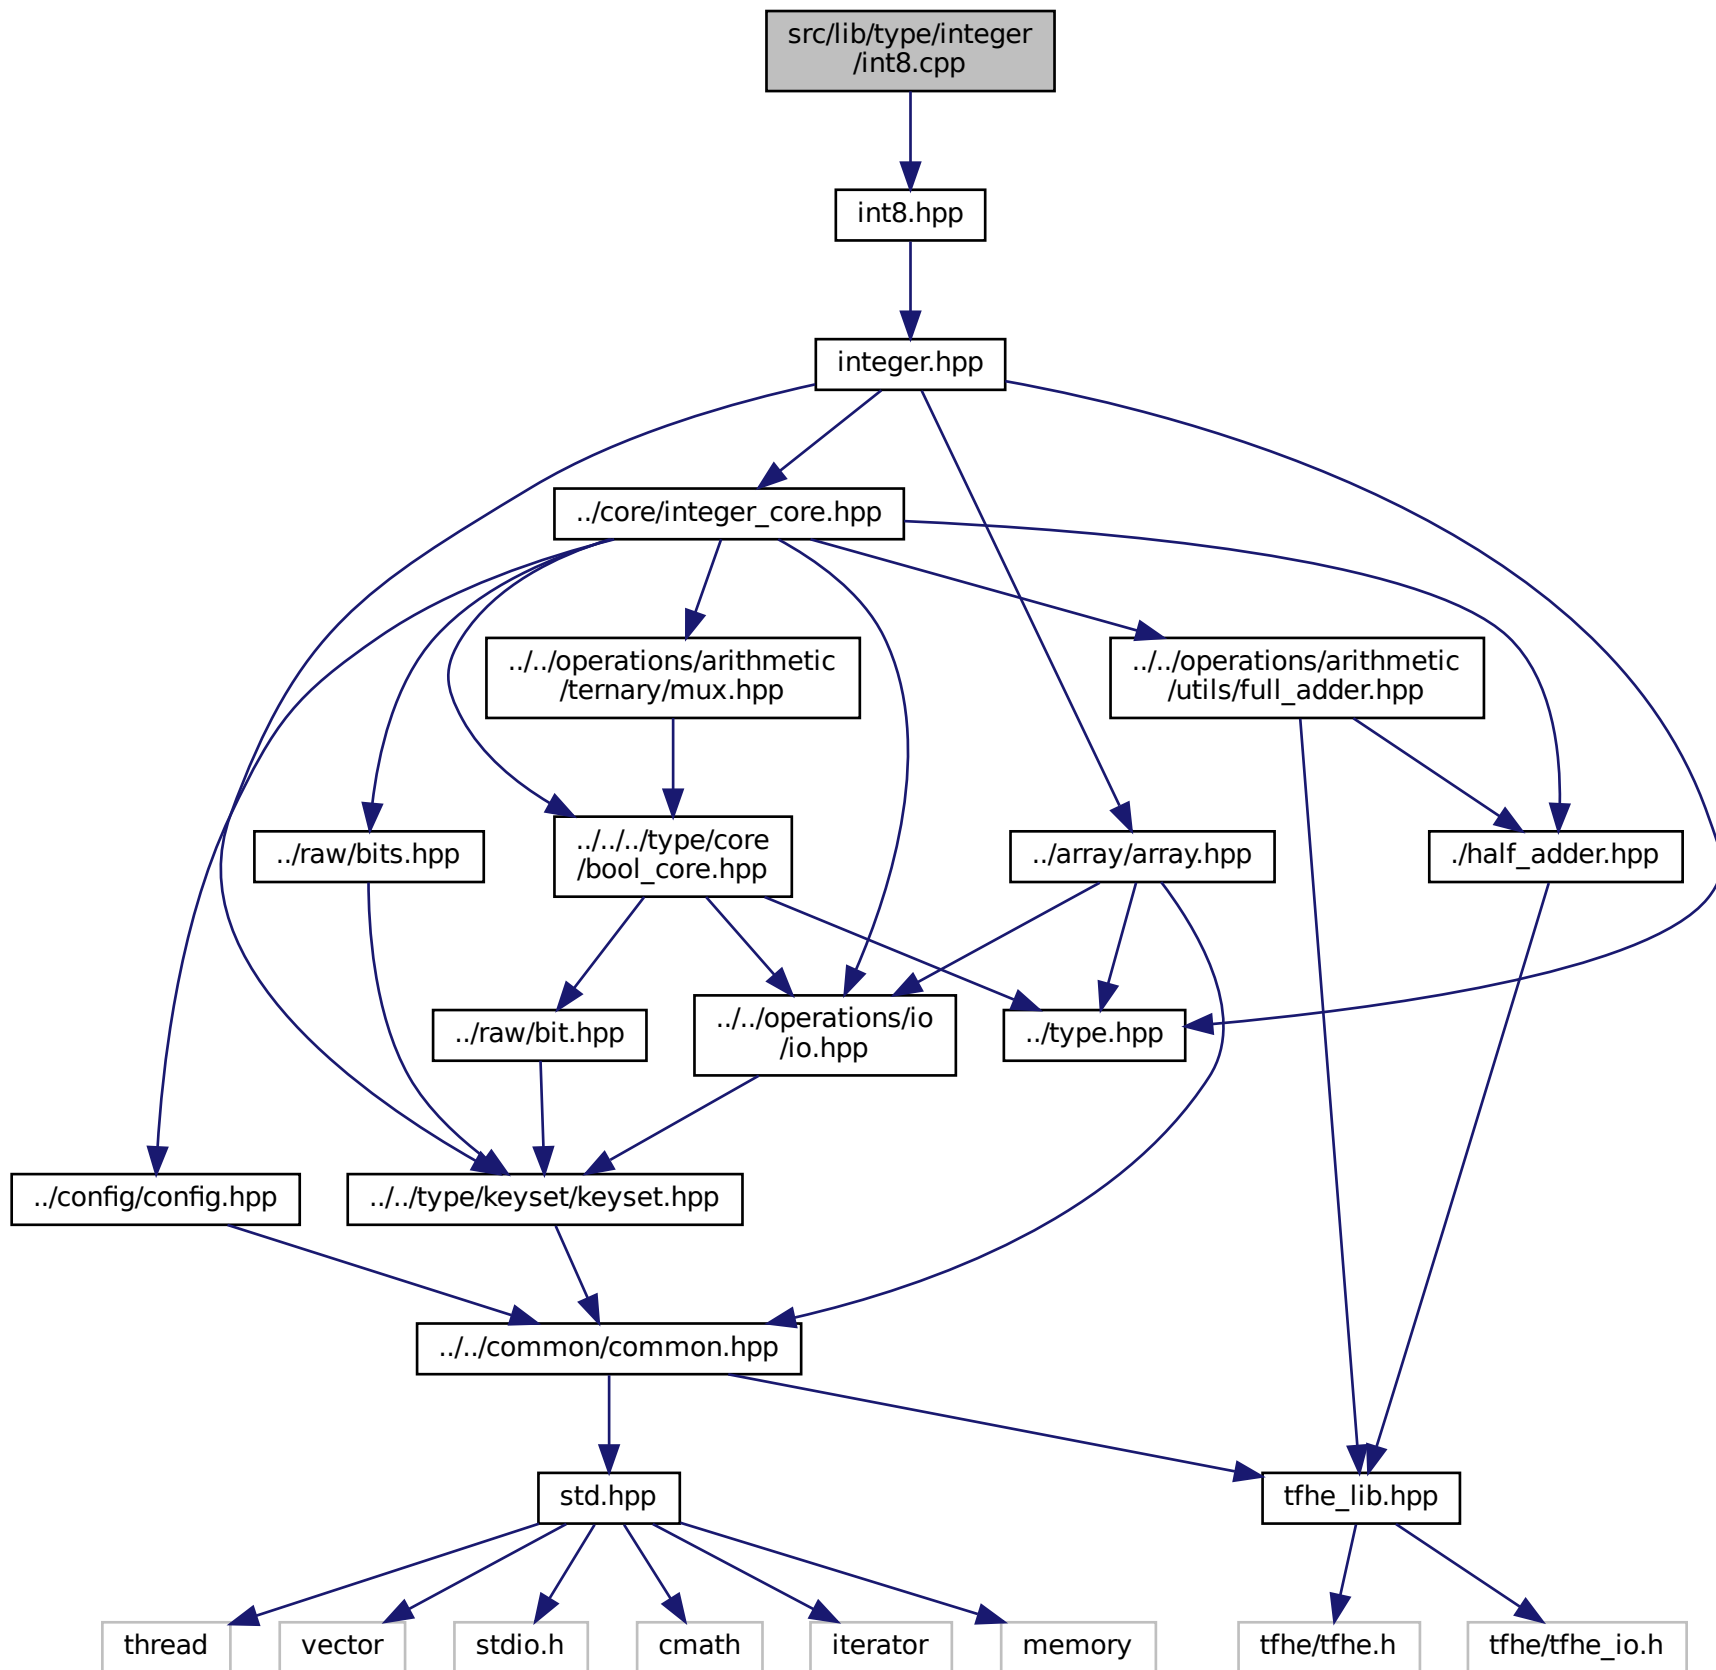 src/lib/type/integer
/int8.cpp
int8.hpp
integer.hpp
../core/integer_core.hpp
../../operations/arithmetic
/ternary/mux.hpp
../../operations/arithmetic
/utils/full_adder.hpp
../raw/bits.hpp
../../../type/core
/bool_core.hpp
../array/array.hpp
./half_adder.hpp
../raw/bit.hpp
../../operations/io
/io.hpp
../type.hpp
../config/config.hpp
../../type/keyset/keyset.hpp
../../common/common.hpp
std.hpp
tfhe_lib.hpp
thread
vector
stdio.h
cmath
iterator
memory
tfhe/tfhe.h
tfhe/tfhe_io.h